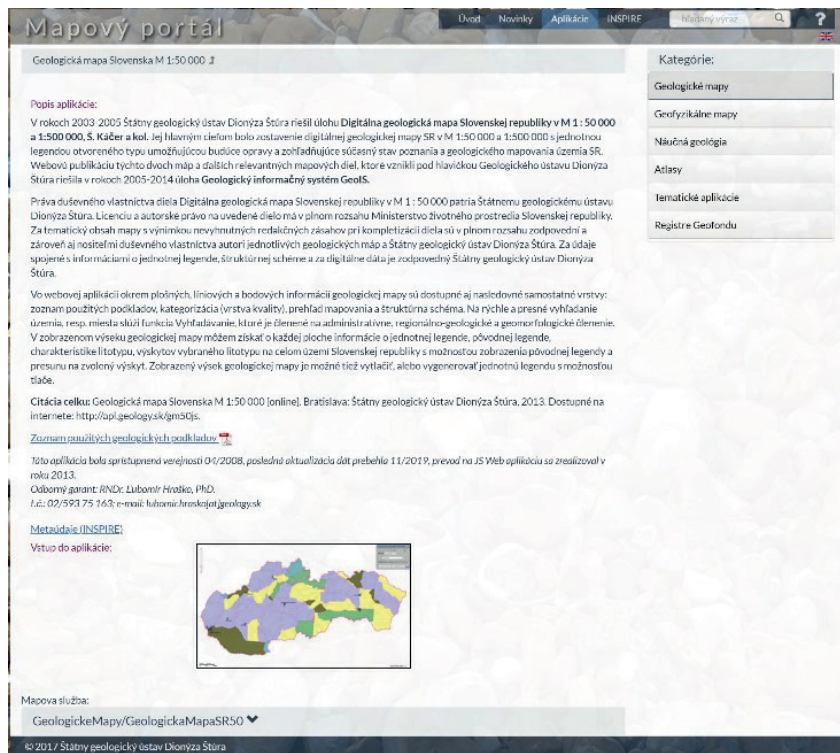 Mapový portál
Úvod Novinky Aplikácie INSPIRE hľadaný výraz ?
Geologická mapa Slovenska M 1:50 000
Popis aplikácie:
V rokoch 2003-2005 Štátny geologický ústav Dionýza Štúra riešil úlohu Digitálna geologická mapa Slovenskej republiky v M 1 : 50 000
a 1:500 000, Š. Káčer a kol. Jej hlavným cieľom bolo zostavenie digitálnej geologickej mapy SR v M 1:50 000 a 1:500 000 s jednotnou
legendou otvoreného typu umožňujúcou budúce opravy a zohľadňujúce súčasný stav poznania a geologického mapovania územia SR.
Webovú publikáciu týchto dvoch máp a ďalších relevantných mapových diel, ktoré vznikli pod hlavičkou Geologického ústavu Dionýza
Štúra riešila v rokoch 2005-2014 úloha Geologický informačný systém GeoIS.
Práva duševného vlastníctva diela Digitálna geologická mapa Slovenskej republiky v M 1 : 50 000 patria Štátnemu geologickému ústavu
Dionýza Štúra. Licenciu a autorské právo na uvedené dielo má v plnom rozsahu Ministerstvo životného prostredia Slovenskej republiky.
Za tematický obsah mapy s výnimkou nevyhnutných redakčných zásahov pri kompletizácii diela sú v plnom rozsahu zodpovední a
zároveň aj nositeľmi duševného vlastníctva autori jednotlivých geologických máp a Štátny geologický ústav Dionýza Štúra. Za údaje
spojené s informáciami o jednotnej legende, štruktúrnej schéme a za digitálne dáta je zodpovedný Štátny geologický ústav Dionýza
Štúra.
Vo webovej aplikácii okrem plošných, líniových a bodových informácií geologickej mapy sú dostupné aj nasledovné samostatné vrstvy:
zoznam použitých podkladov, kategorizácia (vrstva kvality), prehľad mapovania a štruktúrna schéma. Na rýchle a presné vyhľadanie
územia, resp. miesta slúži funkcia Vyhľadávanie, ktoré je členené na administratívne, regionálno-geologické a geomorfologické členenie.
V zobrazenom výseku geologickej mapy môžem získať o každej ploche informácie o jednotnej legende, pôvodnej legende,
charakteristike litotypu, výskytov vybraného litotypu na celom území Slovenskej republiky s možnosťou zobrazenia pôvodnej legendy a
presunu na zvolený výskyt. Zobrazený výsek geologickej mapy je možné tiež vytlačiť, alebo vygenerovať jednotnú legendu s možnosťou
tlače.
Citácia celku: Geologická mapa Slovenska M 1:50 000 [online]. Bratislava: Štátny geologický ústav Dionýza Štúra, 2013. Dostupné na
internete: http://apl.geology.sk/gm50js.
Zoznam použitých geologických podkladov
Táto aplikácia bola sprístupnená verejnosti 04/2008, posledná aktualizácia dát prebehla 11/2019, prevod na JS Web aplikáciu sa zrealizoval v
roku 2013.
Odborný garant: RNDr. Ľubomír Hraško, PhD.
t.č.: 02/593 75 163; e-mail: lubomir.hrasko[at]geology.sk
Metaúdaje (INSPIRE)
Vstup do aplikácie:
Mapova služba:
GeologickeMapy/GeologickaMapaSR50
© 2017 Štátny geologický ústav Dionýza Štúra
Kategórie:
Geologické mapy
Geofyzikálne mapy
Náučná geológia
Atlasy
Tematické aplikácie
Registre Geofondu